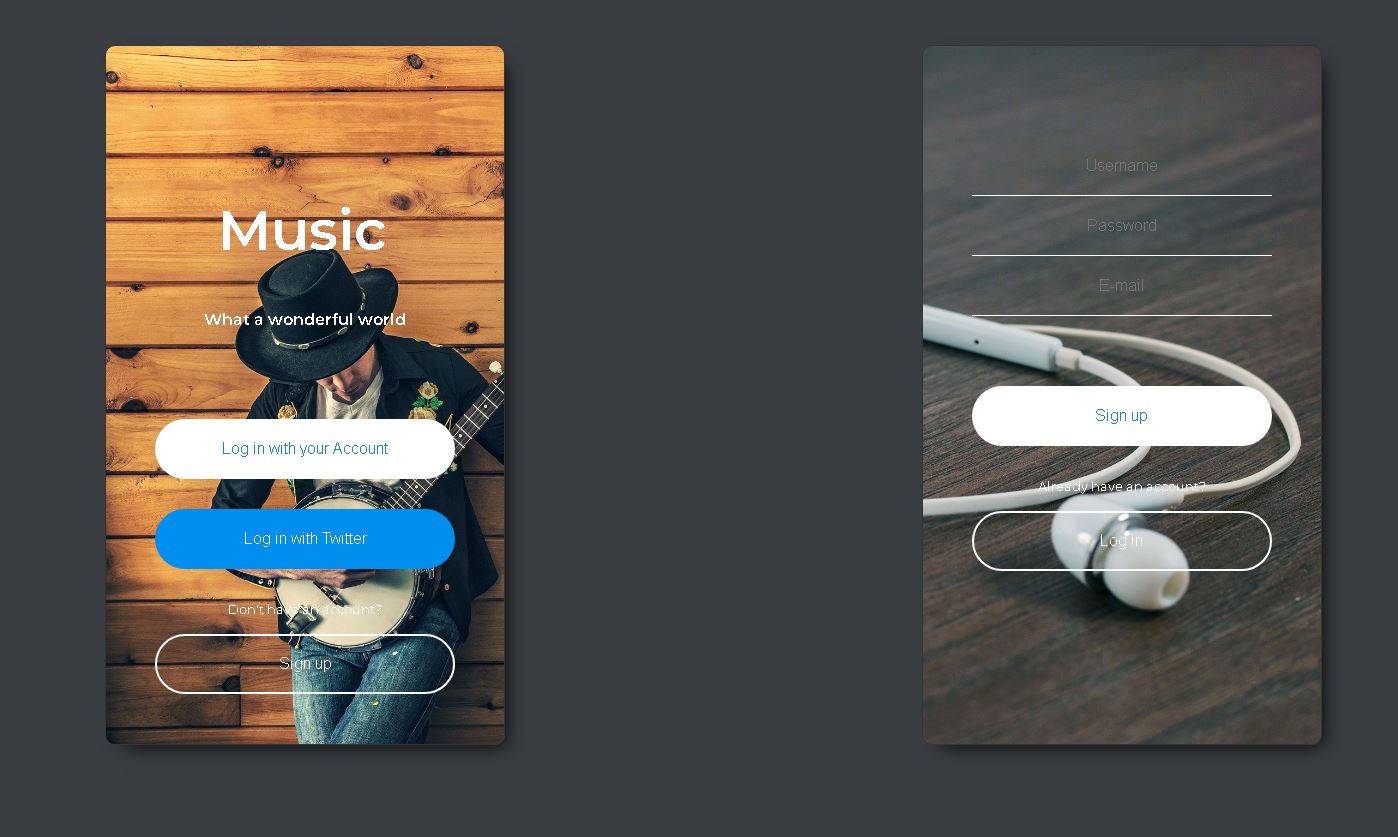 Music
What a wonderful world
Log in with your Account
Log in with Twitter
Don't have an account?
Sign up
Username
Password
E-mail
Sign up
Already have an account?
Log in